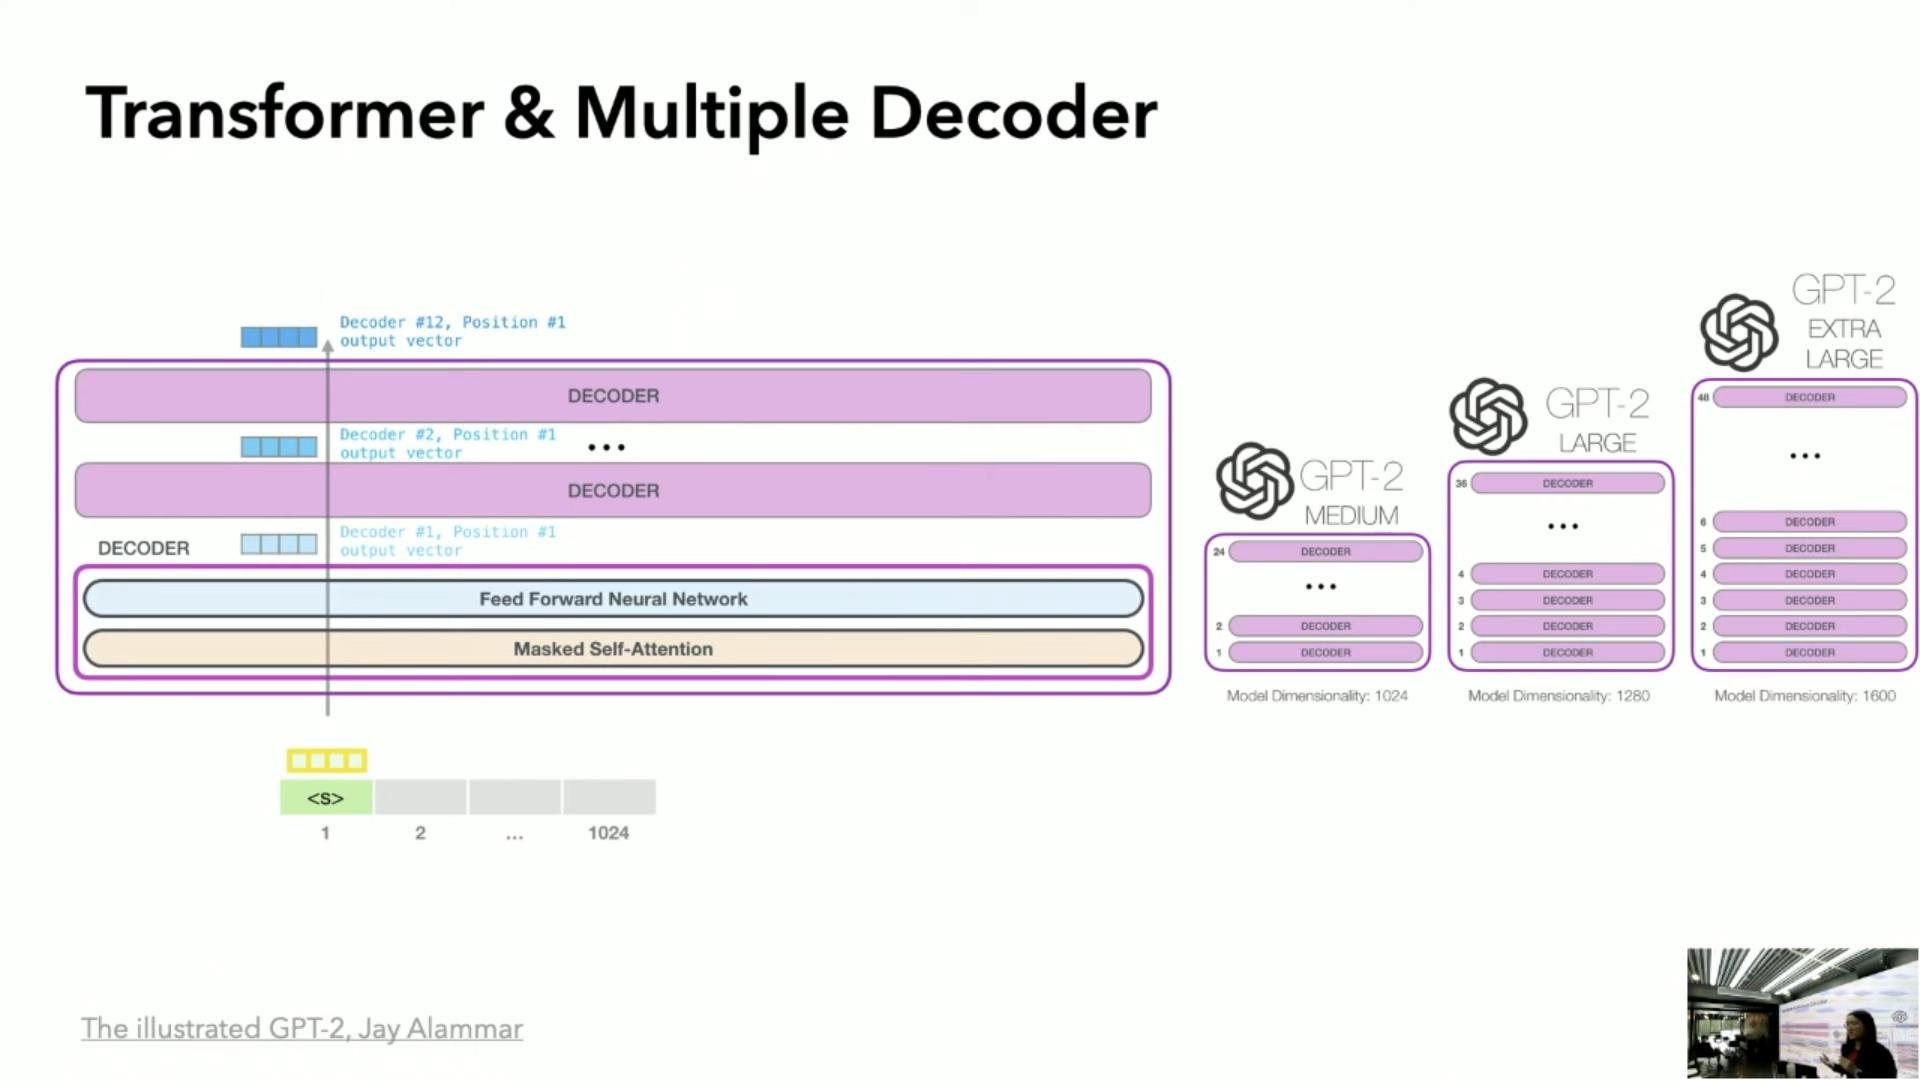 Transformer & Multiple Decoder
Decoder #12, Position #1
output vector
DECODER
Decoder #2, Position #1
output vector
...
DECODER
Decoder #1, Position #1
output vector
DECODER
Feed Forward Neural Network
Masked Self-Attention
<S>
1 2 ... 1024
GPT-2
MEDIUM
24 DECODER
...
2 DECODER
1 DECODER
Model Dimensionality: 1024
GPT-2
LARGE
36 DECODER
...
4 DECODER
3 DECODER
2 DECODER
1 DECODER
Model Dimensionality: 1280
GPT-2
EXTRA
LARGE
48 DECODER
...
6 DECODER
5 DECODER
4 DECODER
3 DECODER
2 DECODER
1 DECODER
Model Dimensionality: 1600
The illustrated GPT-2, Jay Alammar